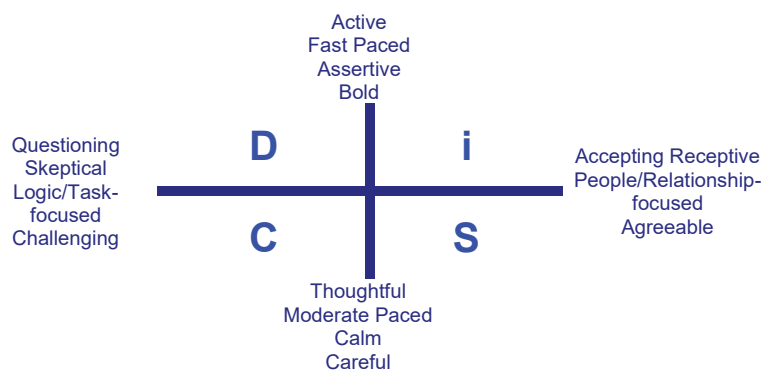 Active
Fast Paced
Assertive
Bold
Questioning
Skeptical
Logic/Task-
focused
Challenging
D
i
Accepting Receptive
People/Relationship-
focused
Agreeable
C
S
Thoughtful
Moderate Paced
Calm
Careful